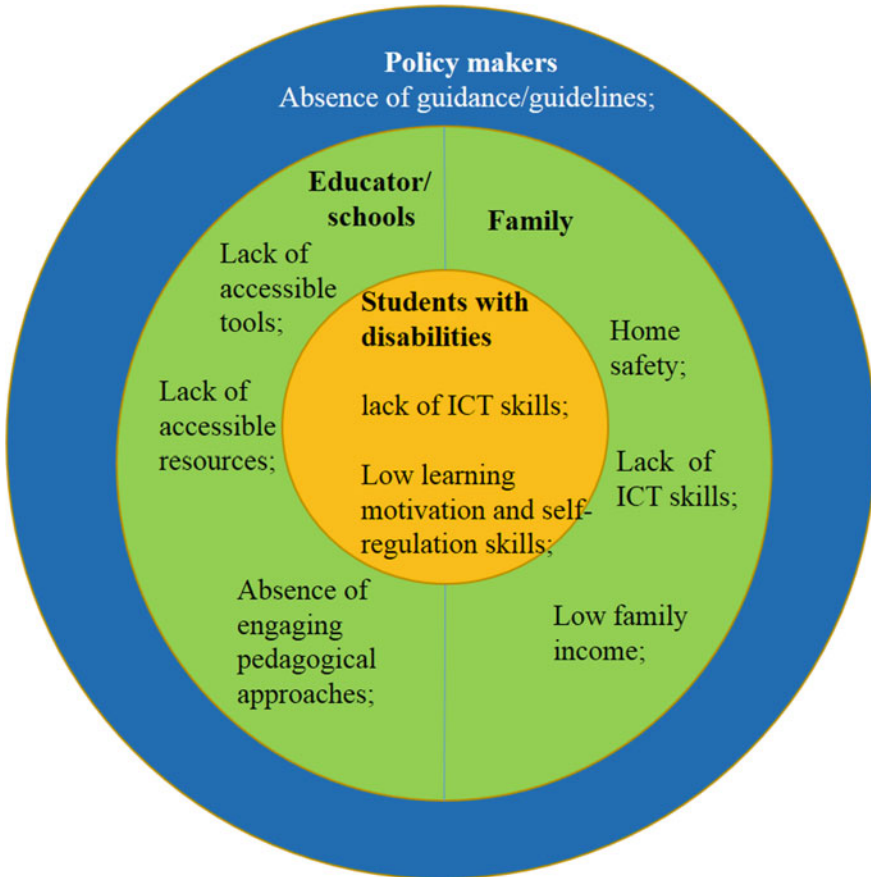 Policy makers
Absence of guidance/guidelines;
Educator/
schools
Lack of
accessible
tools;
Lack of
accessible
resources;
Absence of
engaging
pedagogical
approaches;
Family
Home
safety;
Lack of
ICT skills;
Low family
income;
Students with
disabilities
lack of ICT skills;
Low learning
motivation and self-
regulation skills;